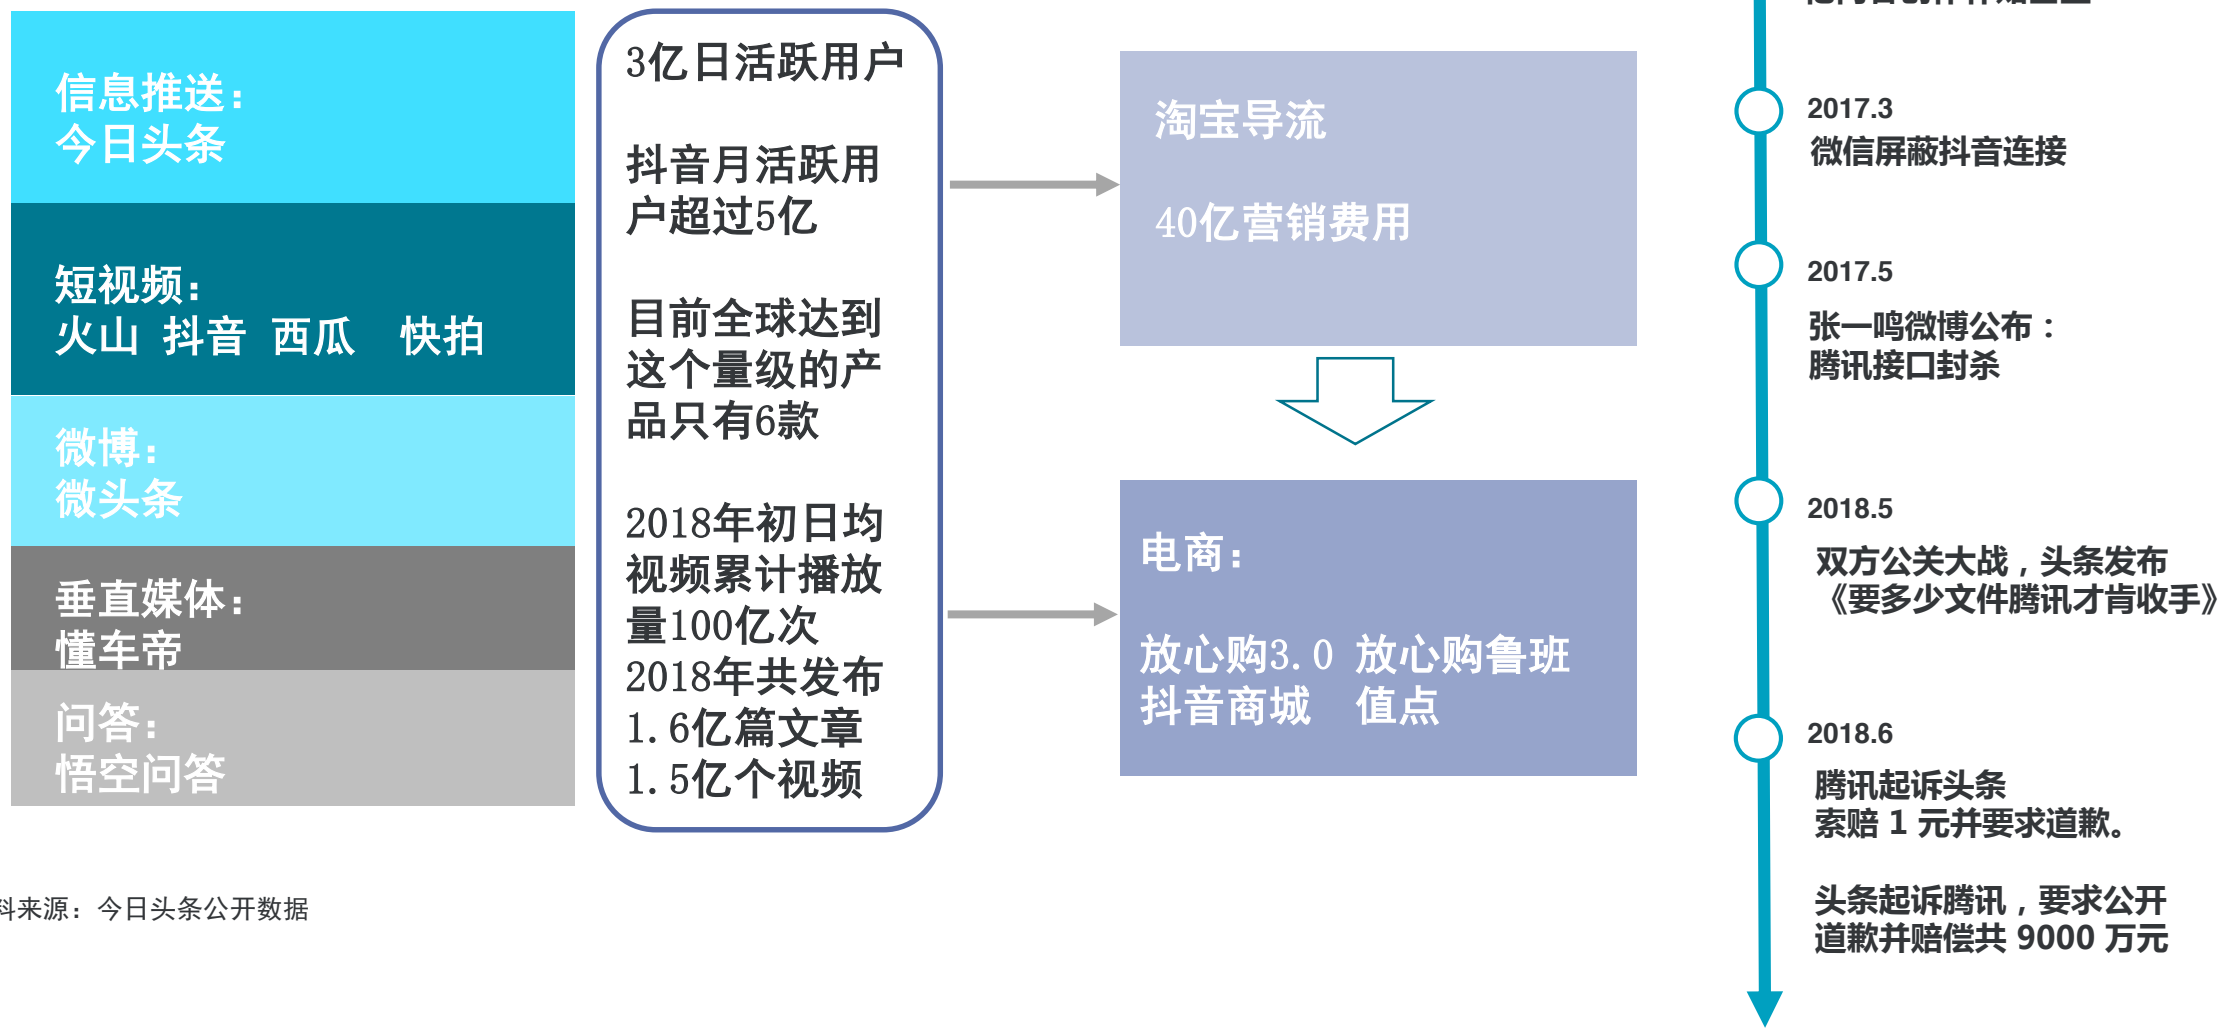 信息推送：
今日头条
短视频：
火山 抖音 西瓜 快拍
微博：
微头条
垂直媒体：
懂车帝
问答：
悟空问答
3亿日活跃用户
抖音月活跃用
户超过5亿
目前全球达到
这个量级的产
品只有6款
2018年初日均
视频累计播放
量100亿次
2018年共发布
1.6亿篇文章
1.5亿个视频
淘宝导流
40亿营销费用
电商：
放心购3.0 放心购鲁班
抖音商城 值点
2017.3
微信屏蔽抖音连接
2017.5
张一鸣微博公布：
腾讯接口封杀
2018.5
双方公关大战，头条发布
《要多少文件腾讯才肯收手》
2018.6
腾讯起诉头条
索赔 1 元并要求道歉。
头条起诉腾讯，要求公开
道歉并赔偿共 9000 万元
料来源：今日头条公开数据